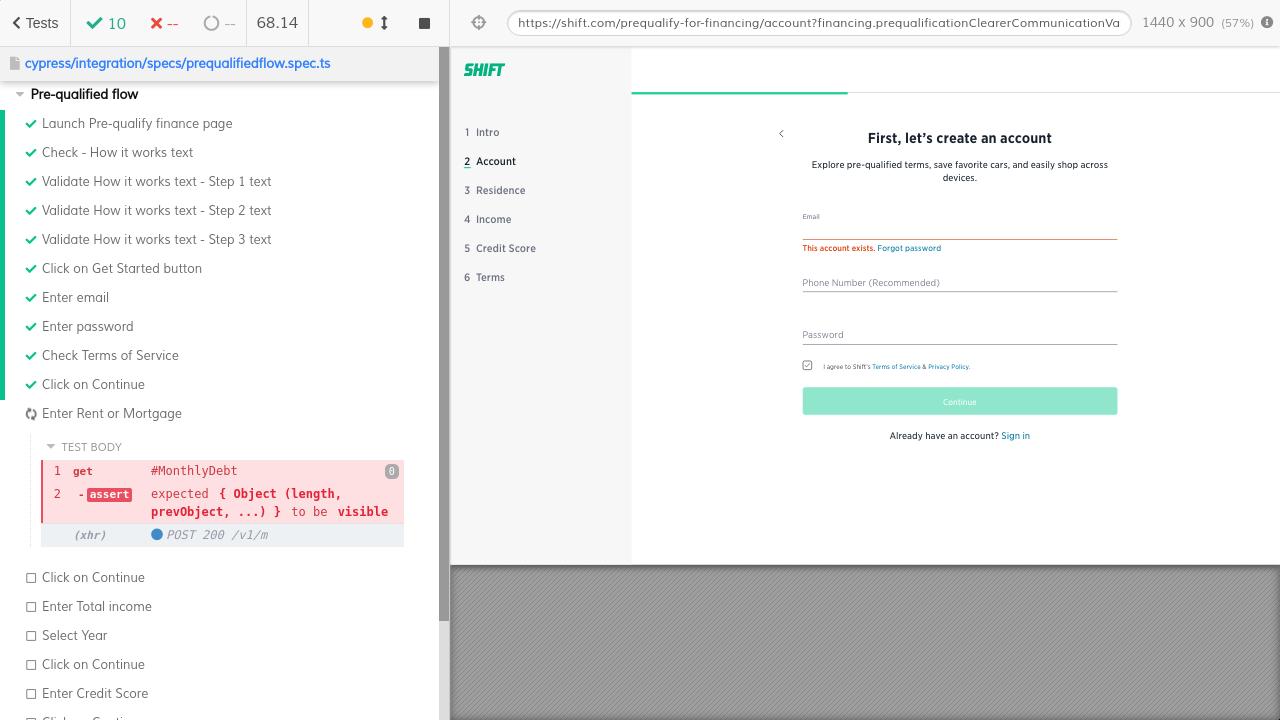 Tests
10
--
--
68.14
https://shift.com/prequalify-for-financing/account?financing.prequalificationClearerCommunicationVa
1440 x 900 (57%)
cypress/integration/specs/prequalifiedflow.spec.ts
Pre-qualified flow
Launch Pre-qualify finance page
Check - How it works text
Validate How it works text - Step 1 text
Validate How it works text - Step 2 text
Validate How it works text - Step 3 text
Click on Get Started button
Enter email
Enter password
Check Terms of Service
Click on Continue
Enter Rent or Mortgage
TEST BODY
1 get #MonthlyDebt 0
2 -assert expected { Object (length,
prevObject, ...) } to be visible
(xhr) POST 200 /v1/m
Click on Continue
Enter Total income
Select Year
Click on Continue
Enter Credit Score
SHIFT
1 Intro
2 Account
3 Residence
4 Income
5 Credit Score
6 Terms
First, let's create an account
Explore pre-qualified terms, save favorite cars, and easily shop across
devices.
Email
This account exists. Forgot password
Phone Number (Recommended)
Password
I agree to Shift's Terms of Service & Privacy Policy.
Continue
Already have an account? Sign in